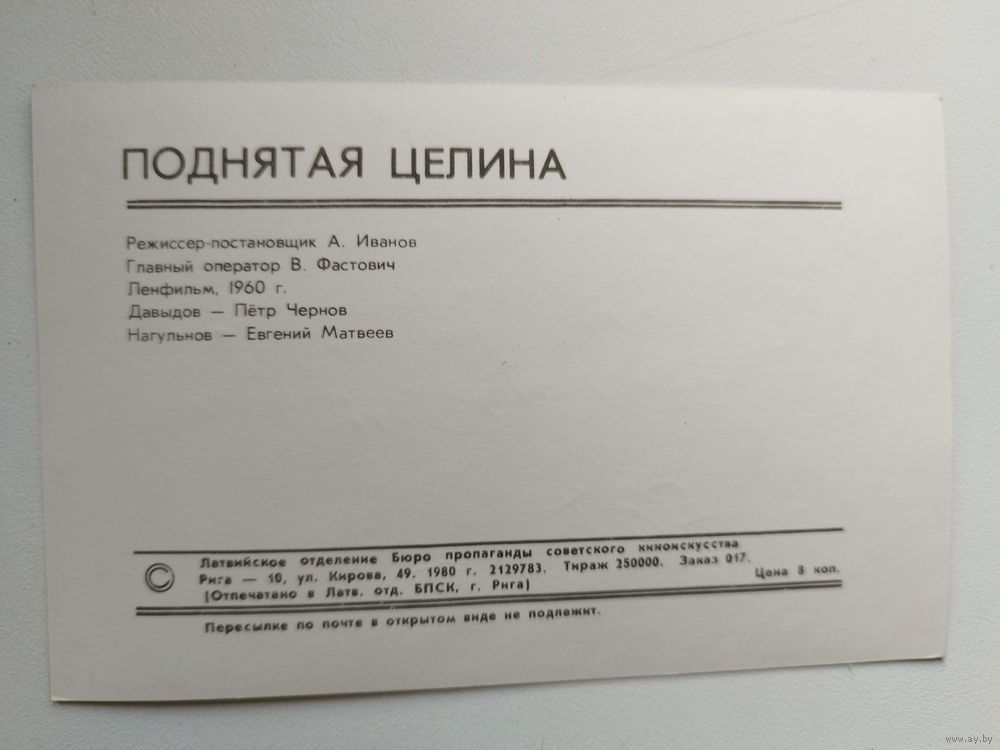 ПОДНЯТАЯ ЦЕЛИНА
Режиссер-постановщик А. Иванов
Главный оператор В. Фастович
Ленфильм, 1960 г.
Давыдов — Пётр Чернов
Нагульнов — Евгений Матвеев
© Латвийское отделение Бюро пропаганды советского киноискусства
Рига — 10, ул. Кирова, 49. 1980 г. 2129783. Тираж 250000. Заказ 017.
(Отпечатано в Латв. отд. БПСК, г. Рига) Цена 8 коп.
Пересылке по почте в открытом виде не подлежит.
www.ay.by